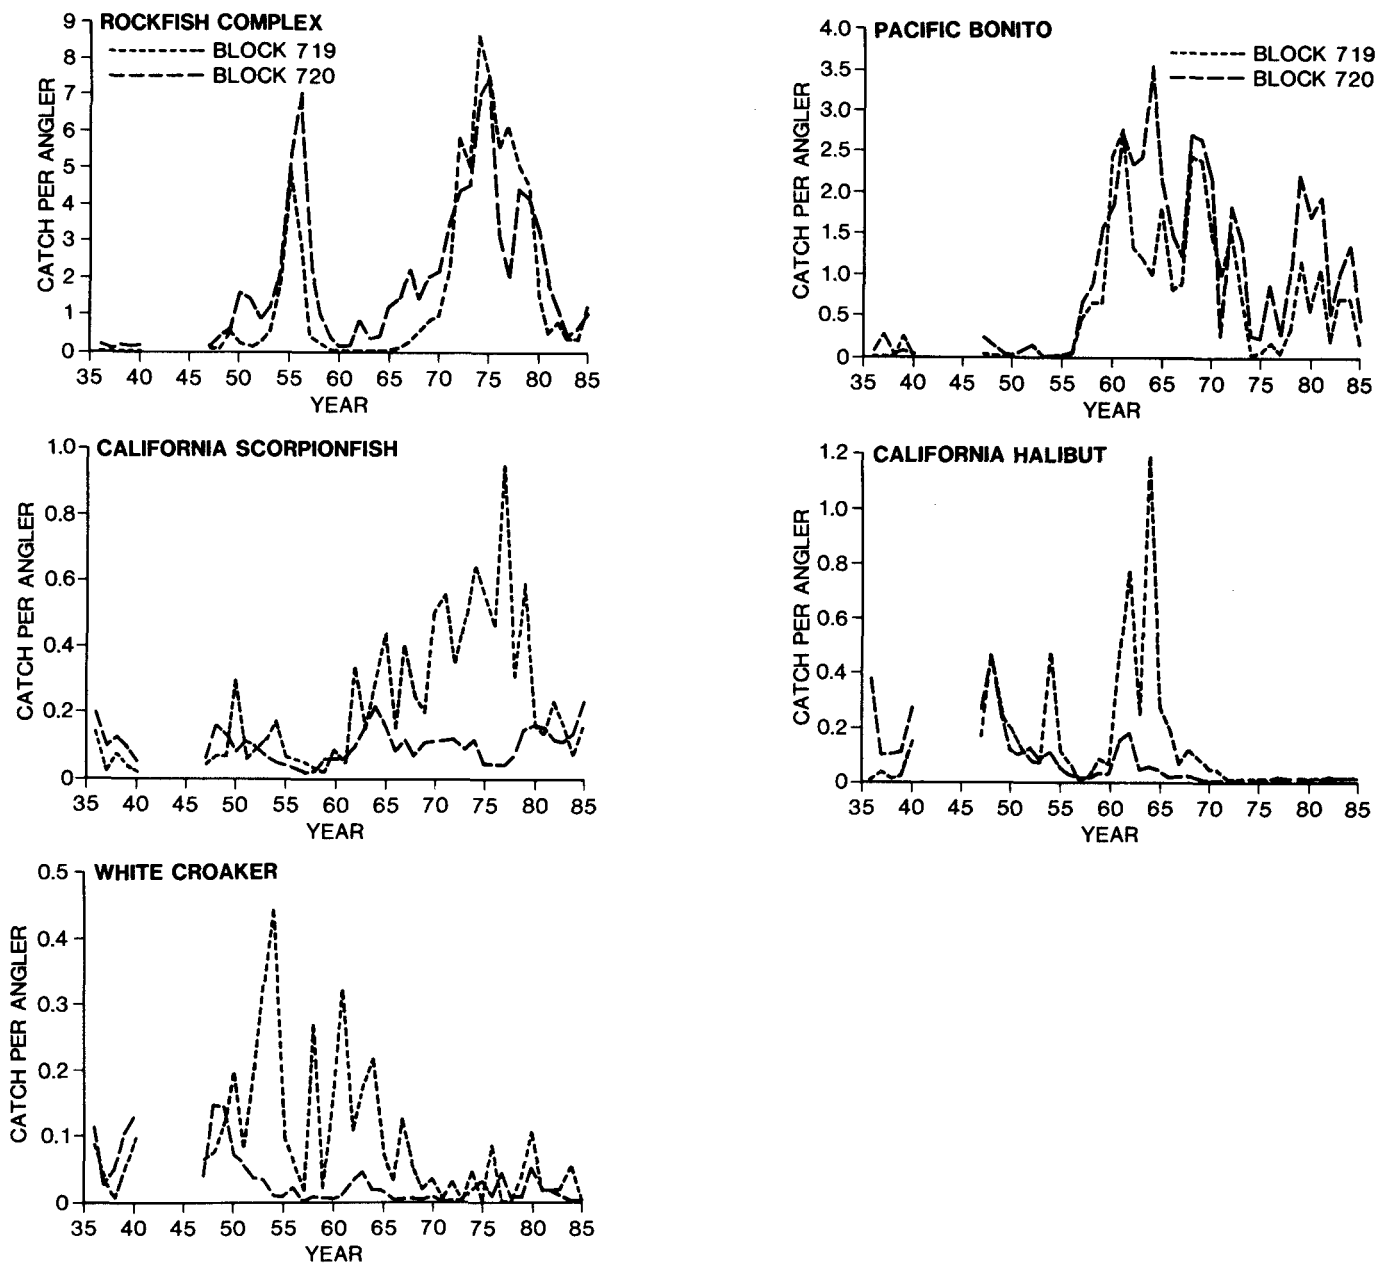 ROCKFISH COMPLEX
BLOCK 719
BLOCK 720
CATCH PER ANGLER
9
8
7
6
5
4
3
2
1
0
35 40 45 50 55 60 65 70 75 80 85
YEAR
PACIFIC BONITO
BLOCK 719
BLOCK 720
CATCH PER ANGLER
4.0
3.5
3.0
2.5
2.0
1.5
1.0
0.5
0
35 40 45 50 55 60 65 70 75 80 85
YEAR
CALIFORNIA SCORPIONFISH
CATCH PER ANGLER
1.0
0.8
0.6
0.4
0.2
0
35 40 45 50 55 60 65 70 75 80 85
YEAR
CALIFORNIA HALIBUT
CATCH PER ANGLER
1.2
1.0
0.8
0.6
0.4
0.2
0
35 40 45 50 55 60 65 70 75 80 85
YEAR
WHITE CROAKER
CATCH PER ANGLER
0.5
0.4
0.3
0.2
0.1
0
35 40 45 50 55 60 65 70 75 80 85
YEAR